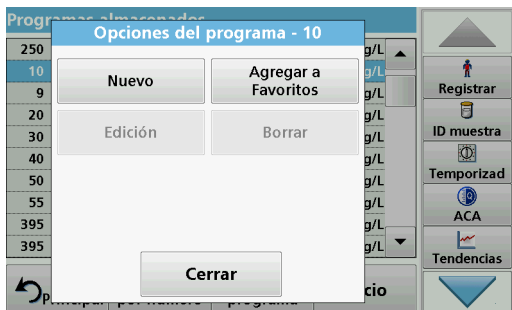 Programas almacenados
Opciones del programa - 10
250 g/L
10 g/L
9 g/L
20 g/L
30 g/L
40 g/L
50 g/L
55 g/L
395 g/L
395 g/L
Nuevo
Agregar a
Favoritos
Edición
Borrar
Cerrar
Registrar
ID muestra
Temporizad
ACA
Tendencias